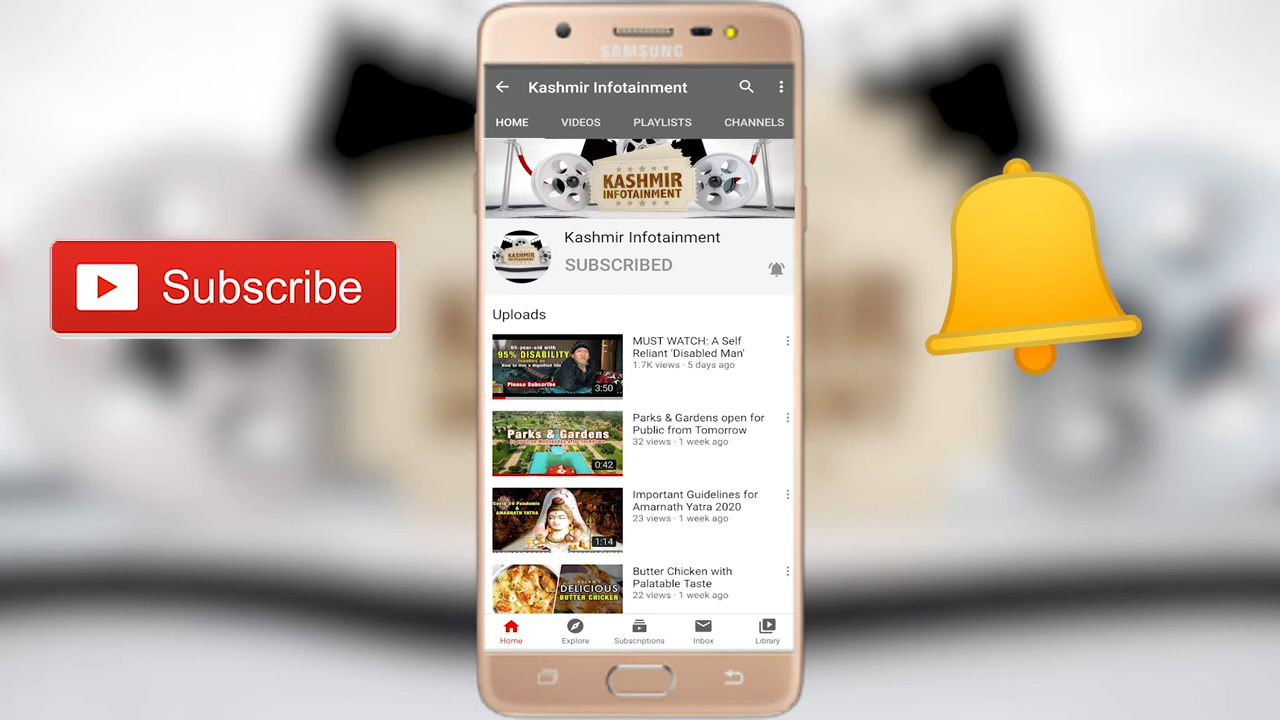 SAMSUNG
Kashmir Infotainment
HOME VIDEOS PLAYLISTS CHANNELS
KASHMIR
INFOTAINMENT
Kashmir Infotainment
SUBSCRIBED
Subscribe
Uploads
95% DISABILITY
Please Subscribe
3:50
MUST WATCH: A Self
Reliant 'Disabled Man'
1.7K views · 5 days ago
Parks & Gardens
0:42
Parks & Gardens open for
Public from Tomorrow
32 views · 1 week ago
Covid 19 Pandemic
&
AMARNATH YATRA
1:14
Important Guidelines for
Amarnath Yatra 2020
23 views · 1 week ago
DELICIOUS
BUTTER CHICKEN
Butter Chicken with
Palatable Taste
22 views · 1 week ago
Home Explore Subscriptions Inbox Library